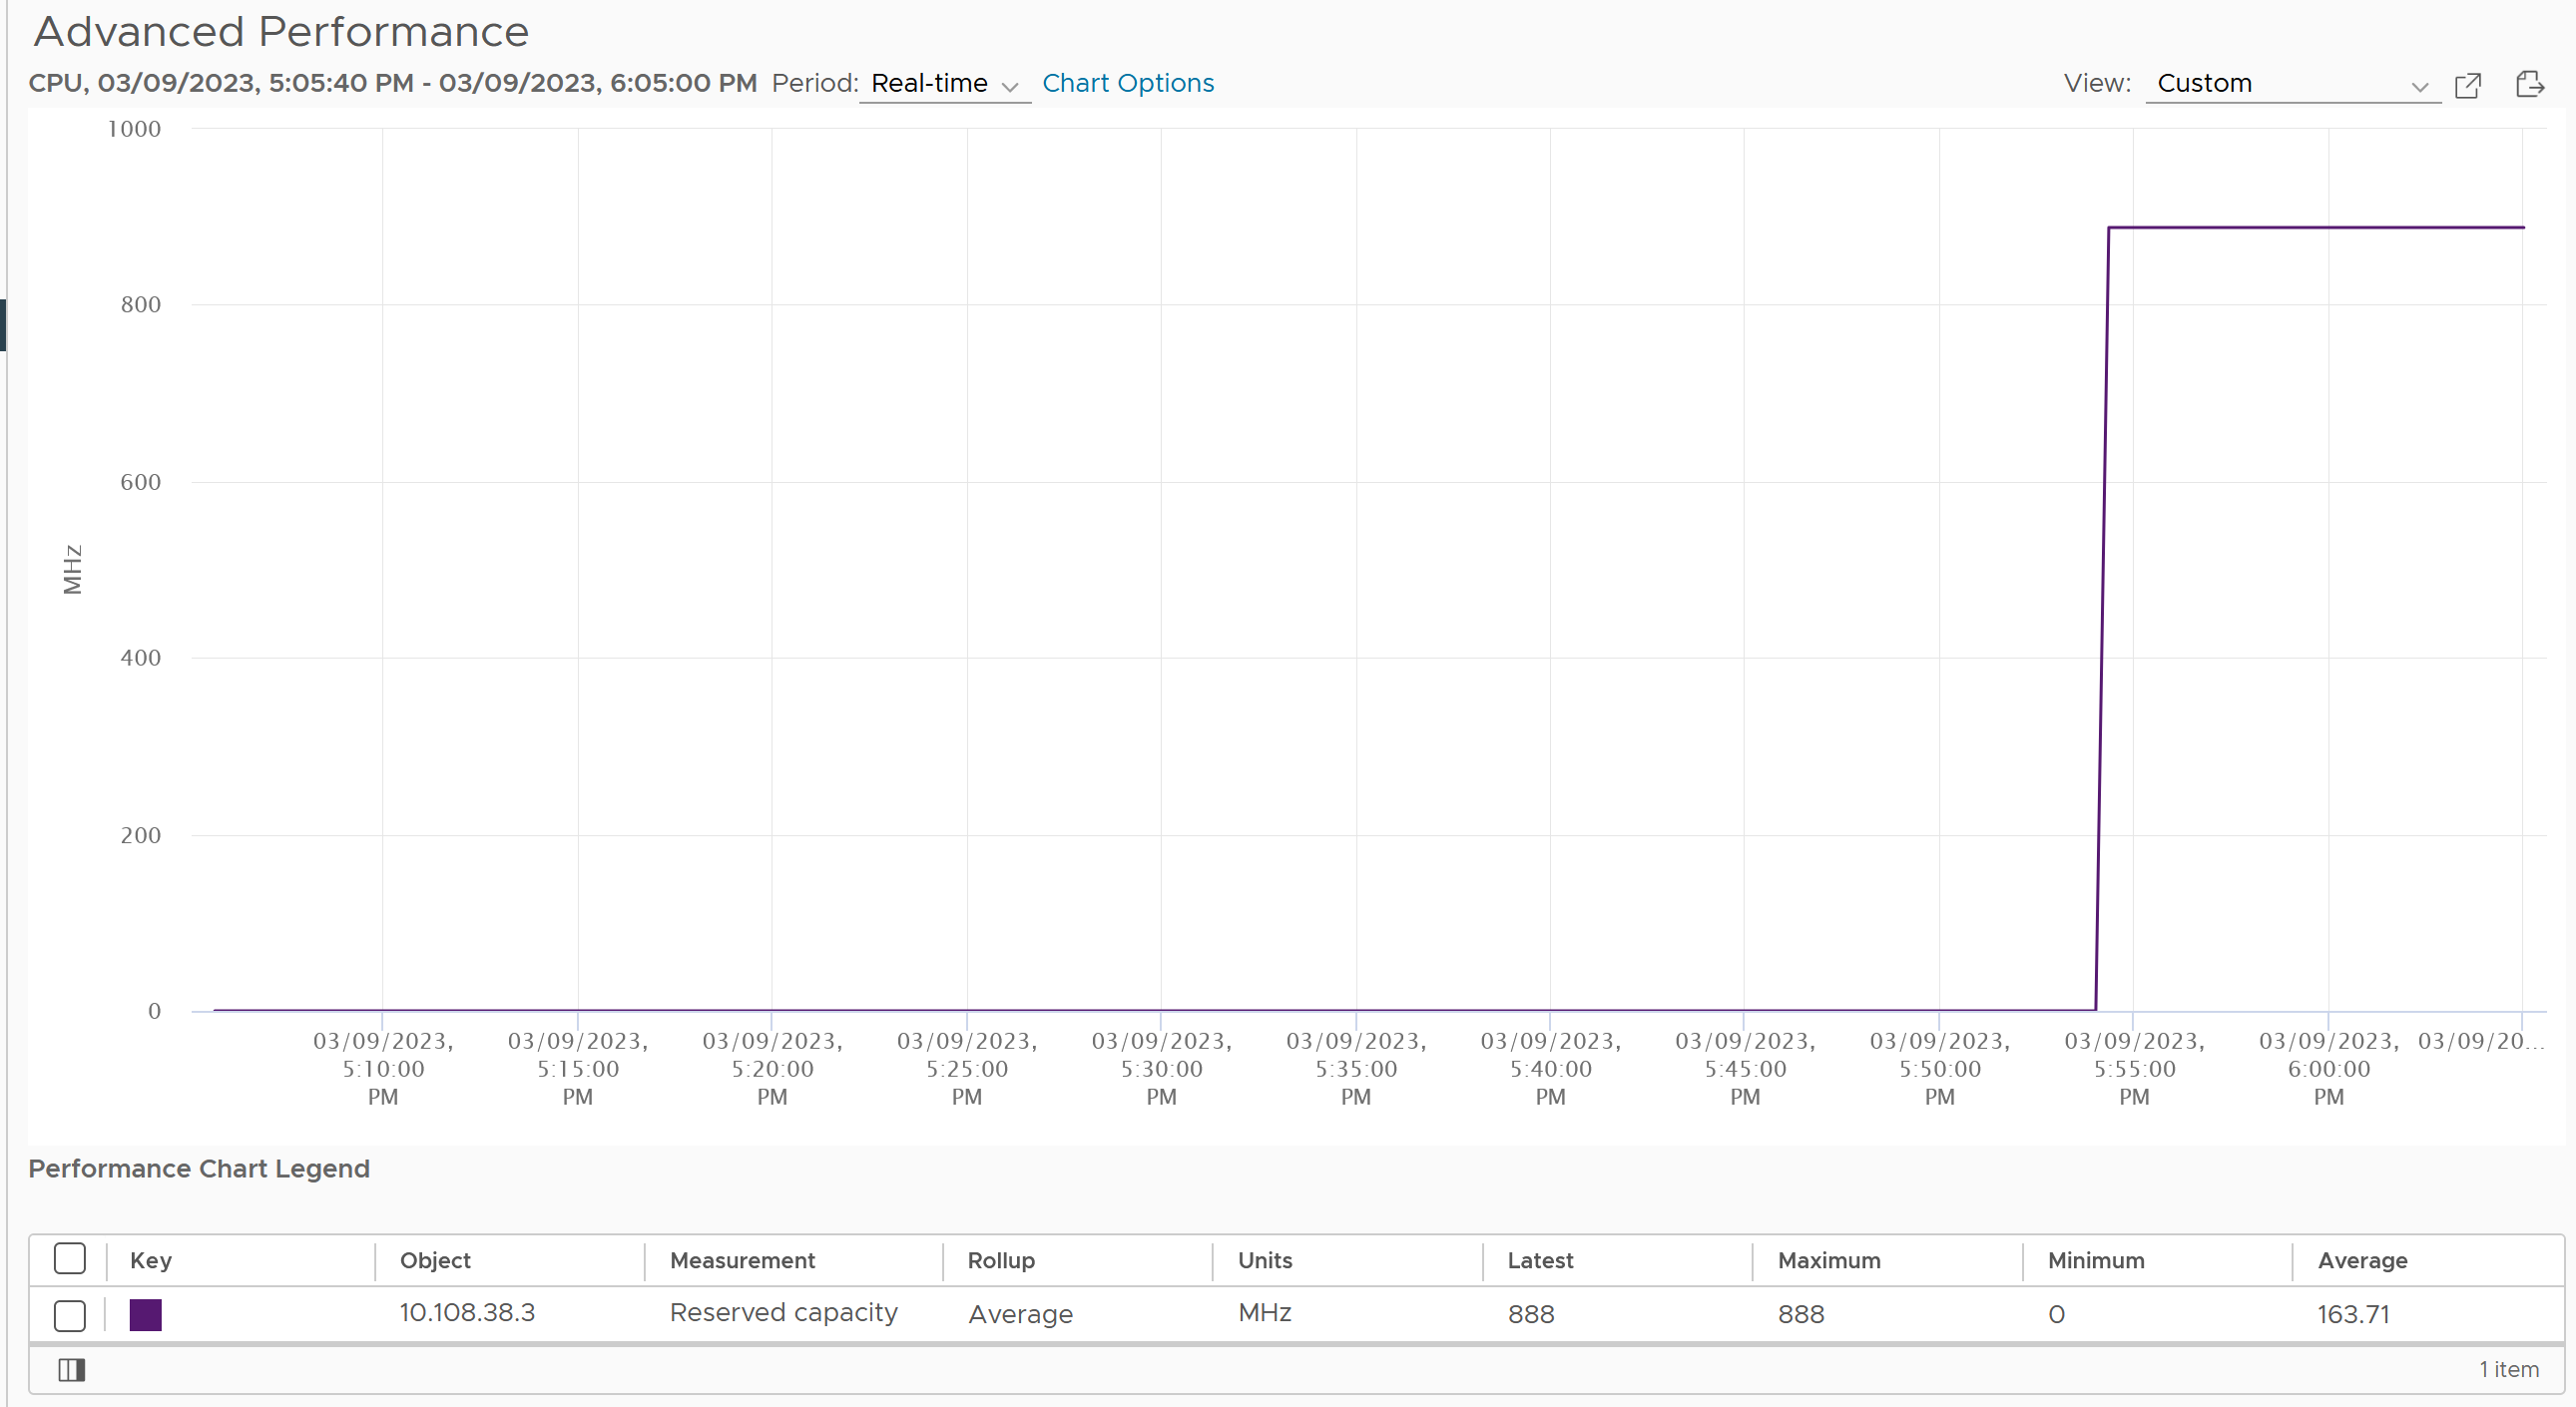 Advanced Performance
CPU, 03/09/2023, 5:05:40 PM - 03/09/2023, 6:05:00 PM Period: Real-time Chart Options View: Custom
1000
800
600
400
200
0
MHz
03/09/2023, 03/09/2023, 03/09/2023, 03/09/2023, 03/09/2023, 03/09/2023, 03/09/2023, 03/09/2023, 03/09/2023, 03/09/2023, 03/09/2023, 03/09/20...
5:10:00 5:15:00 5:20:00 5:25:00 5:30:00 5:35:00 5:40:00 5:45:00 5:50:00 5:55:00 6:00:00
PM PM PM PM PM PM PM PM PM PM PM
Performance Chart Legend
Key Object Measurement Rollup Units Latest Maximum Minimum Average
10.108.38.3 Reserved capacity Average MHz 888 888 0 163.71
1 item